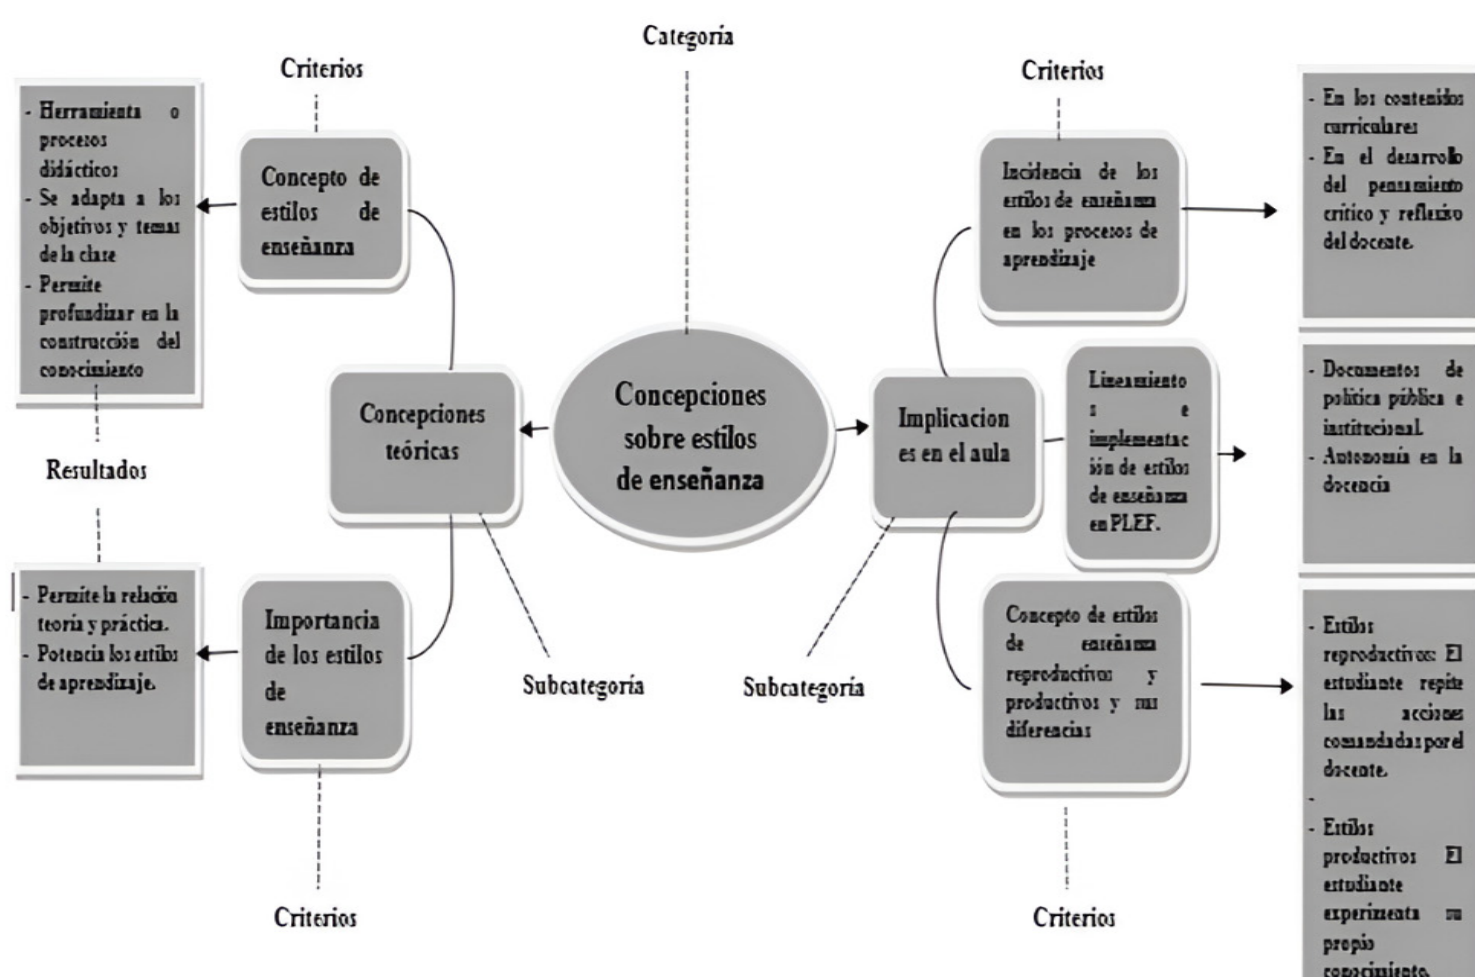 Categoría
Criterios
Criterios
- Herramienta o
procesos
didácticos
- Se adapta a los
objetivos y temas
de la clase
- Permite
profundizar en la
construcción del
conocimiento
Concepto de
estilos de
enseñanza
Incidencia de los
estilos de enseñanza
en los procesos de
aprendizaje
- En los contenidos
curriculares
- En el desarrollo
del pensamiento
crítico y reflexivo
del docente.
Concepciones
teóricas
Concepciones
sobre estilos
de enseñanza
Implicacion
es en el aula
Lineamiento
s e
implementac
ión de estilos
de enseñanza
en PLEF.
- Documentos de
política pública e
institucional.
- Autonomía en la
docencia
Resultados
- Permite la relación
teoría y práctica.
- Potencia los estilos
de aprendizaje.
Importancia
de los estilos
de
enseñanza
Subcategoría
Subcategoría
Concepto de estilos
de enseñanza
reproductivos y
productivos y sus
diferencias
- Estilos
reproductivos: El
estudiante repite
las acciones
comandadas por el
docente.
-
- Estilos
productivos El
estudiante
experimenta su
propio
conocimiento.
Criterios
Criterios